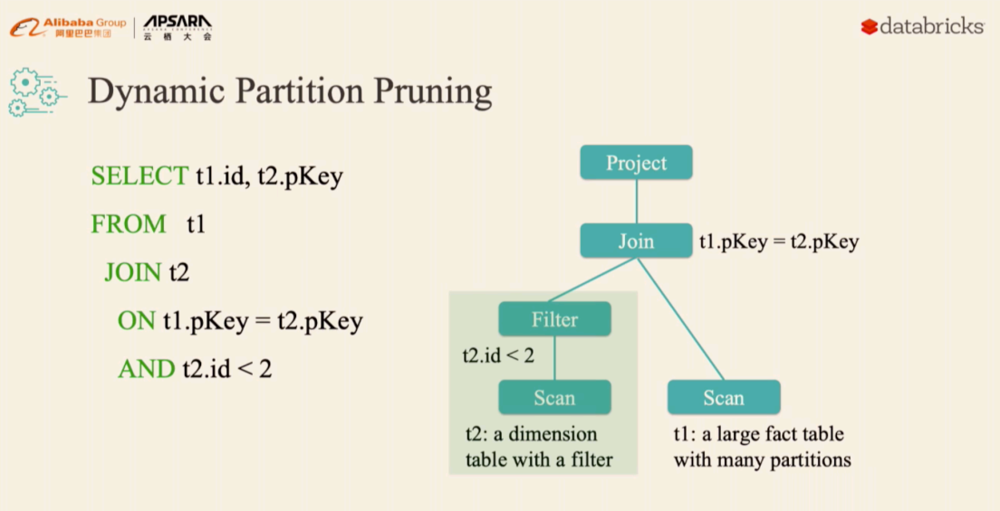 Alibaba Group
阿里巴巴集团
APSARA
APSARA CONFERENCE
云栖大会
databricks
Dynamic Partition Pruning
SELECT t1.id, t2.pKey
FROM t1
JOIN t2
ON t1.pKey = t2.pKey
AND t2.id < 2
Project
Join
t1.pKey = t2.pKey
Filter
t2.id < 2
Scan
t2: a dimension
table with a filter
Scan
t1: a large fact table
with many partitions